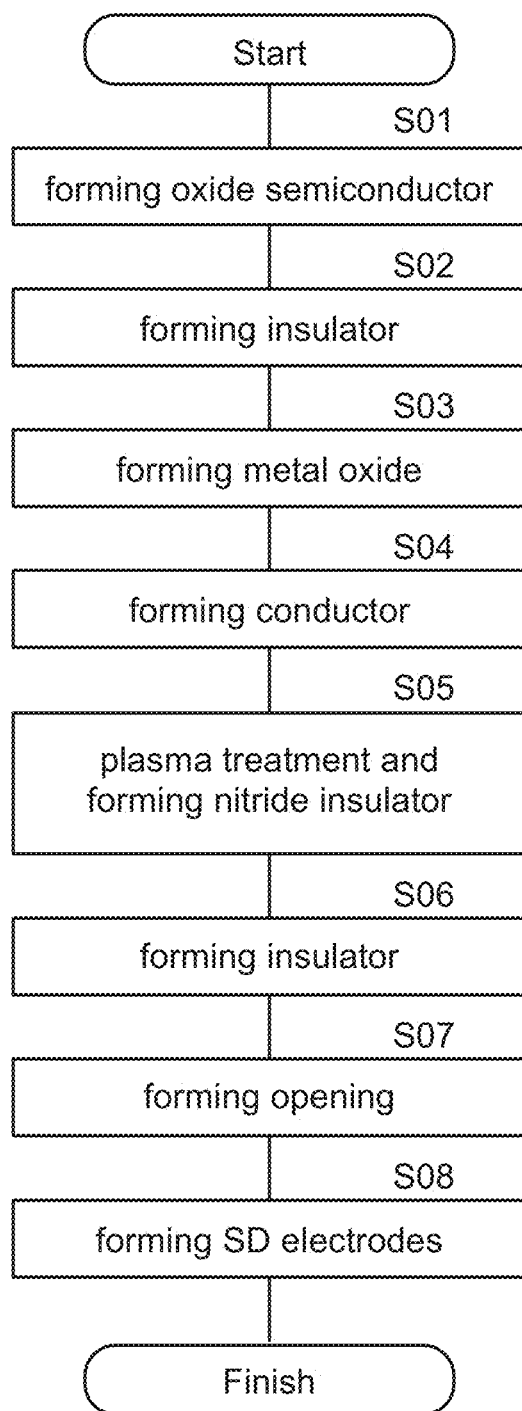 Start
S01
forming oxide semiconductor
S02
forming insulator
S03
forming metal oxide
S04
forming conductor
S05
plasma treatment and
forming nitride insulator
S06
forming insulator
S07
forming opening
S08
forming SD electrodes
Finish